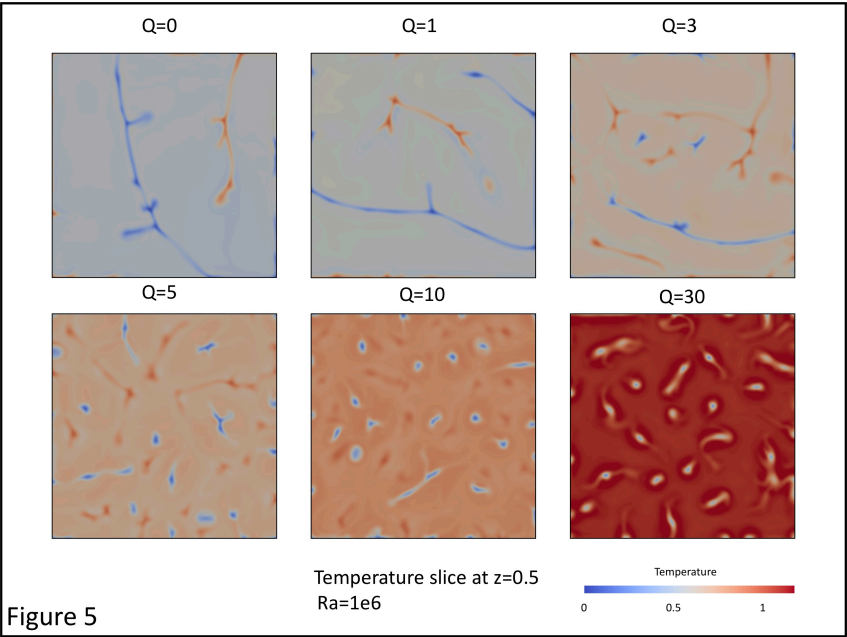 Q=0
Q=1
Q=3
Q=5
Q=10
Q=30
Temperature slice at z=0.5
Ra=1e6
Temperature
0
0.5
1
Figure 5